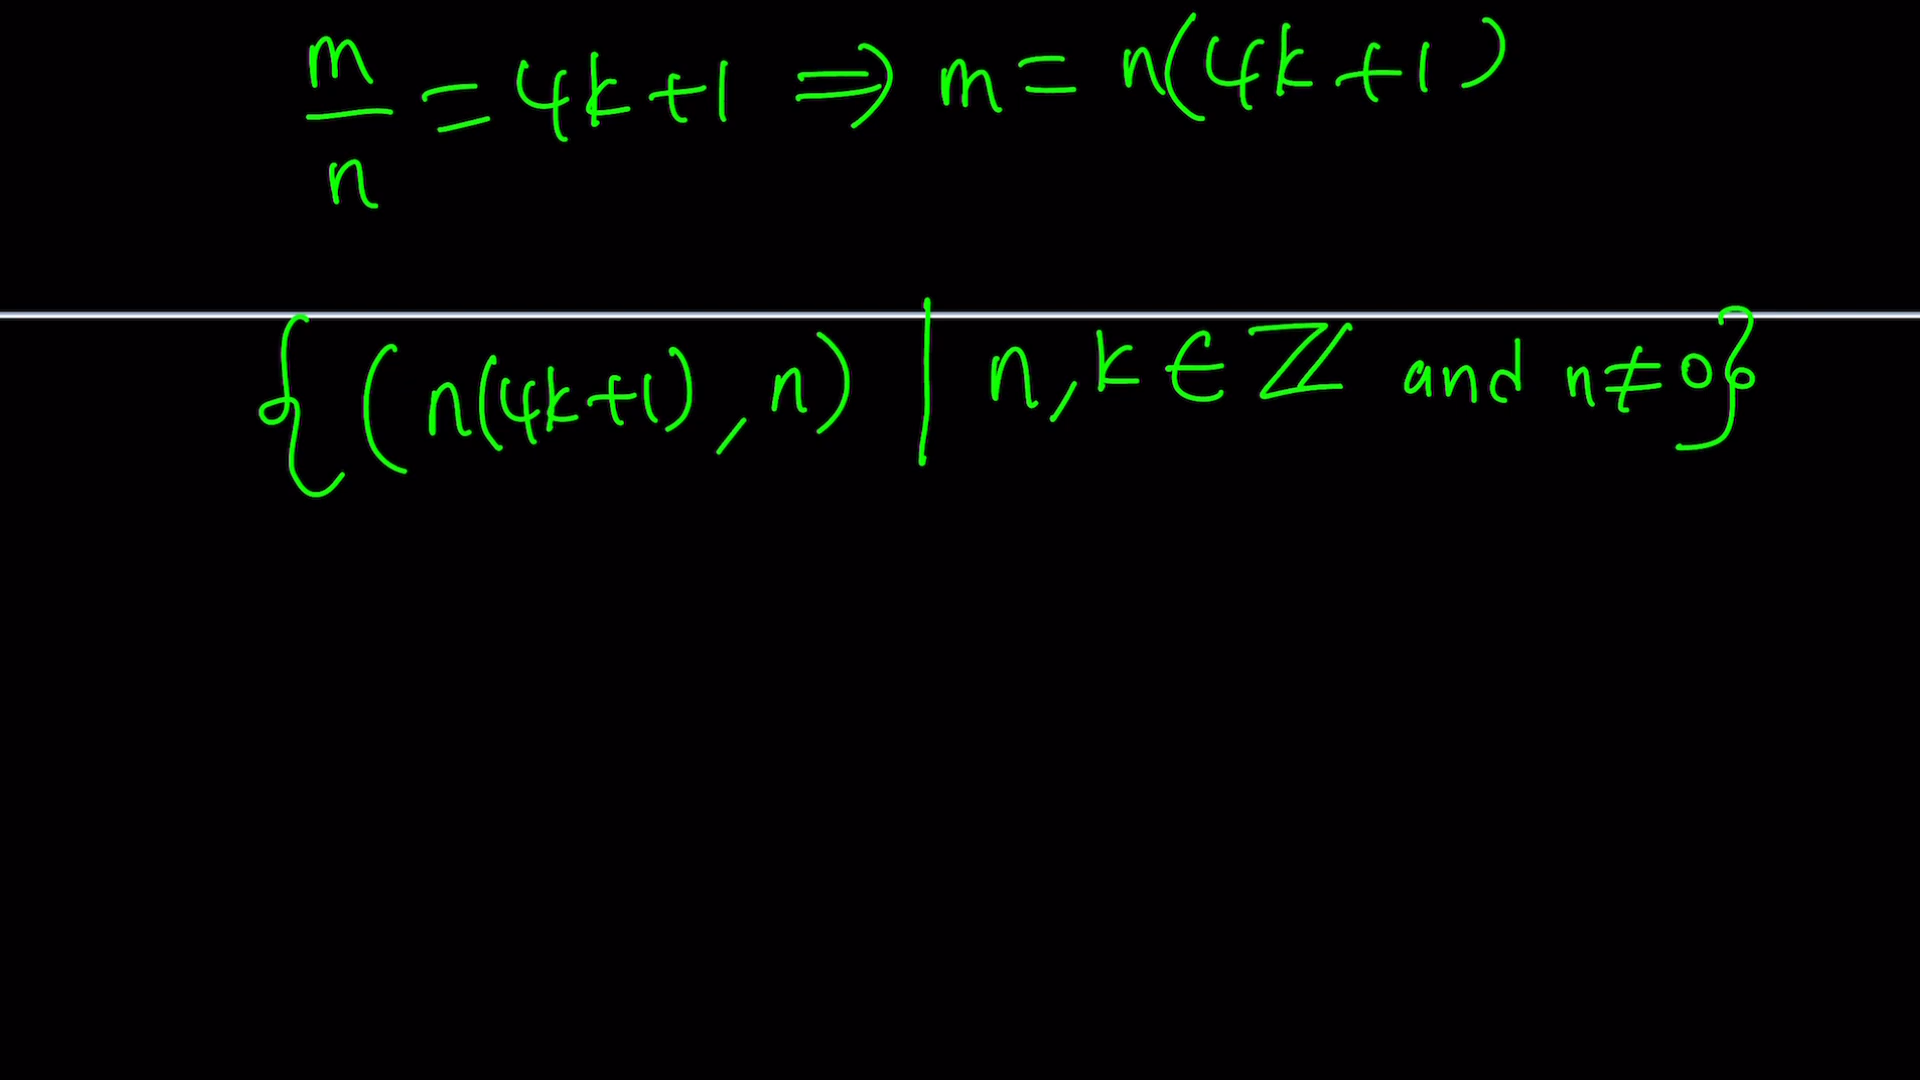 m/n = 4k+1 ⇒ m = n(4k+1)
{(n(4k+1), n) | n, k ∈ ℤ and n ≠ 0}